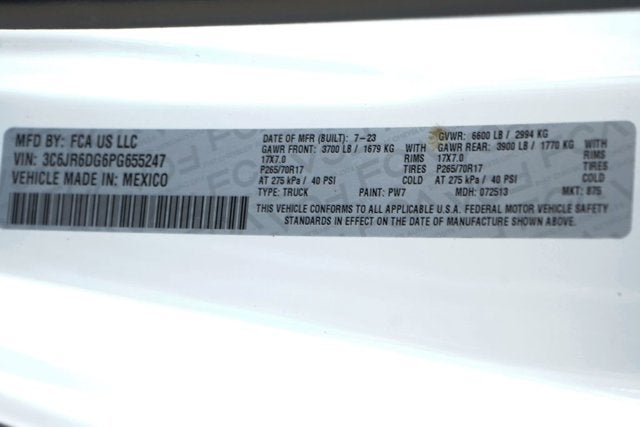 MFD BY: FCA US LLC
VIN: 3C6JR6DG6PG655247
VEHICLE MADE IN: MEXICO
DATE OF MFR (BUILT): 7-23 GVWR: 6600 LB / 2994 KG
GAWR FRONT: 3700 LB / 1679 KG WITH GAWR REAR: 3900 LB / 1770 KG WITH
17X7.0 RIMS 17X7.0 RIMS
P265/70R17 TIRES P265/70R17 TIRES
AT 275 kPa / 40 PSI COLD AT 275 kPa / 40 PSI COLD
TYPE: TRUCK PAINT: PW7 MDH: 072513 MKT: 875
THIS VEHICLE CONFORMS TO ALL APPLICABLE U.S.A. FEDERAL MOTOR VEHICLE SAFETY
STANDARDS IN EFFECT ON THE DATE OF MANUFACTURE SHOWN ABOVE.